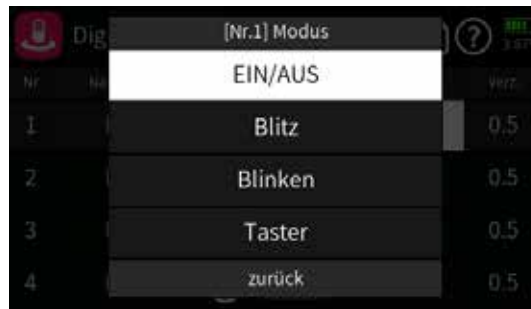 Dig
[Nr.1] Modus
?
Nr
Verz.
EIN/AUS
1
Blitz
0.5
2
Blinken
0.5
3
Taster
0.5
4
zurück
0.5